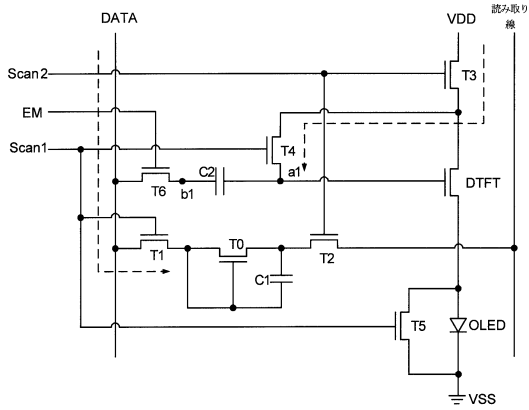 DATA
VDD
読み取り
線
Scan2
T3
EM
Scan1
T4
C2
a1
T6
b1
DTFT
T1
T0
T2
C1
T5
OLED
VSS